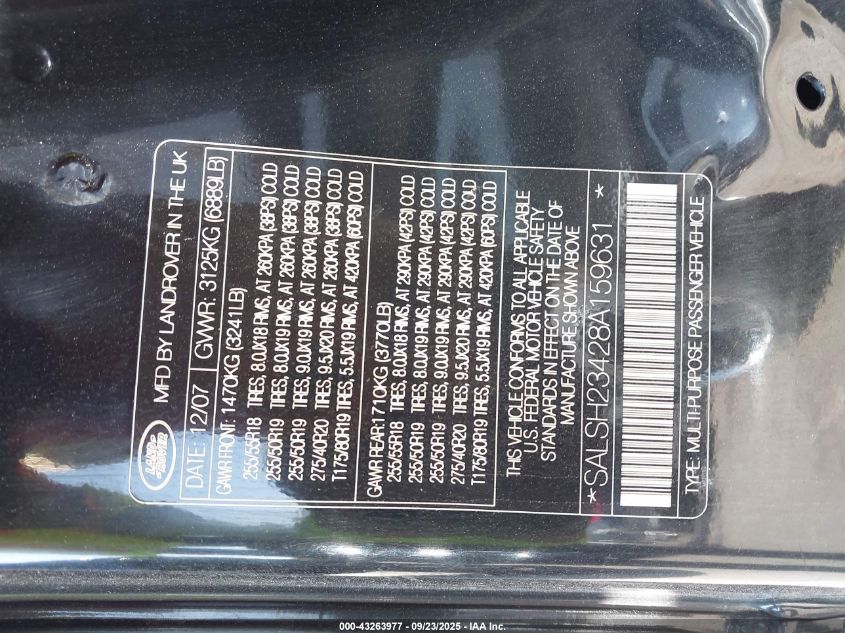 LAND ROVER
MFD BY LANDROVER IN THE UK
DATE: 12/07 GVWR: 3125KG (6889LB)
GAWR FRONT: 1470KG (3241LB)
255/55R18 TIRES, 8.0JX18 RIMS, AT 260KPA (38PSI) COLD
255/50R19 TIRES, 8.0JX19 RIMS, AT 260KPA (38PSI) COLD
255/50R19 TIRES, 9.0JX19 RIMS, AT 260KPA (38PSI) COLD
275/40R20 TIRES, 9.5JX20 RIMS, AT 260KPA (38PSI) COLD
T175/80R19 TIRES, 5.5JX19 RIMS, AT 420KPA (60PSI) COLD
GAWR REAR: 1710KG (3770LB)
255/55R18 TIRES, 8.0JX18 RIMS, AT 290KPA (42PSI) COLD
255/50R19 TIRES, 8.0JX19 RIMS, AT 290KPA (42PSI) COLD
255/50R19 TIRES, 9.0JX19 RIMS, AT 290KPA (42PSI) COLD
275/40R20 TIRES, 9.5JX20 RIMS, AT 290KPA (42PSI) COLD
T175/80R19 TIRES, 5.5JX19 RIMS, AT 420KPA (60PSI) COLD
THIS VEHICLE CONFORMS TO ALL APPLICABLE
U.S. FEDERAL MOTOR VEHICLE SAFETY
STANDARDS IN EFFECT ON THE DATE OF
MANUFACTURE SHOWN ABOVE
*SALSH23428A159631 *
TYPE: MULTI-PURPOSE PASSENGER VEHICLE
000-43263977 - 09/23/2025 - IAA Inc.